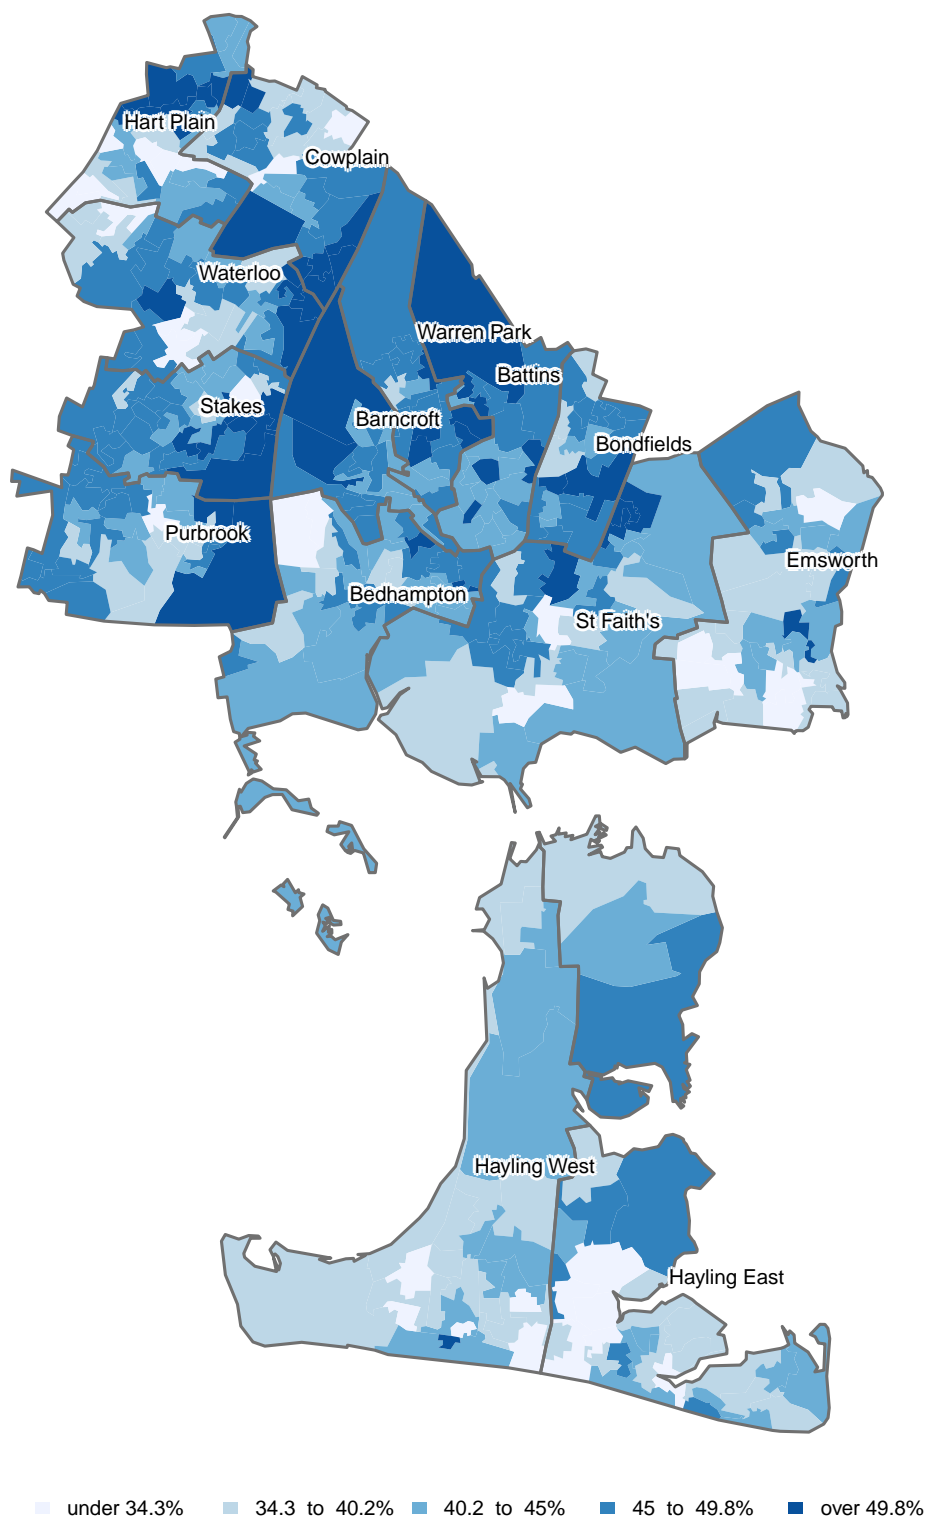 Hart Plain
Cowplain
Waterloo
Warren Park
Battins
Stakes
Barncroft
Bondfields
Purbrook
Emsworth
Bedhampton
St Faith's
Hayling West
Hayling East
under 34.3% 34.3 to 40.2% 40.2 to 45% 45 to 49.8% over 49.8%